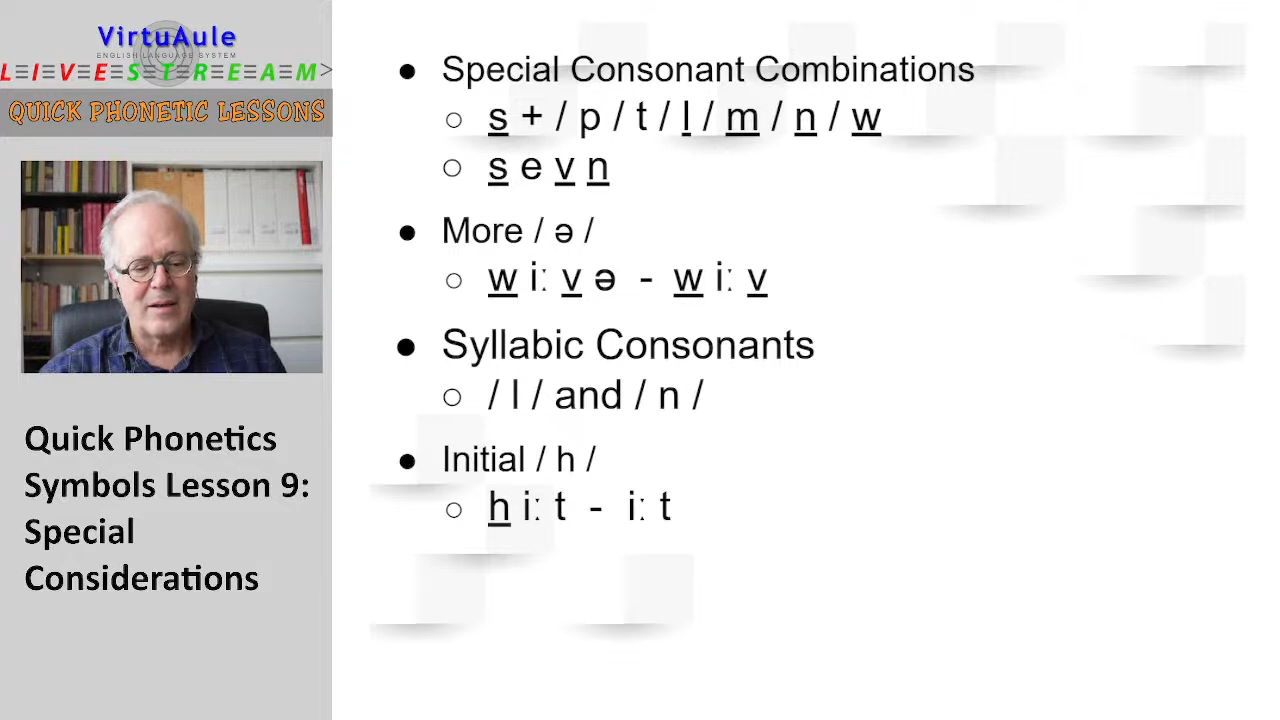 VirtuAule
ENGLISH LANGUAGE SYSTEM
L≡I≡V≡E≡S≡T≡R≡E≡A≡M>
QUICK PHONETIC LESSONS
Quick Phonetics
Symbols Lesson 9:
Special
Considerations
● Special Consonant Combinations
○ s + / p / t / l / m / n / w
○ s e v n
● More / ə /
○ w iː v ə - w iː v
● Syllabic Consonants
○ / l / and / n /
● Initial / h /
○ h iː t - iː t